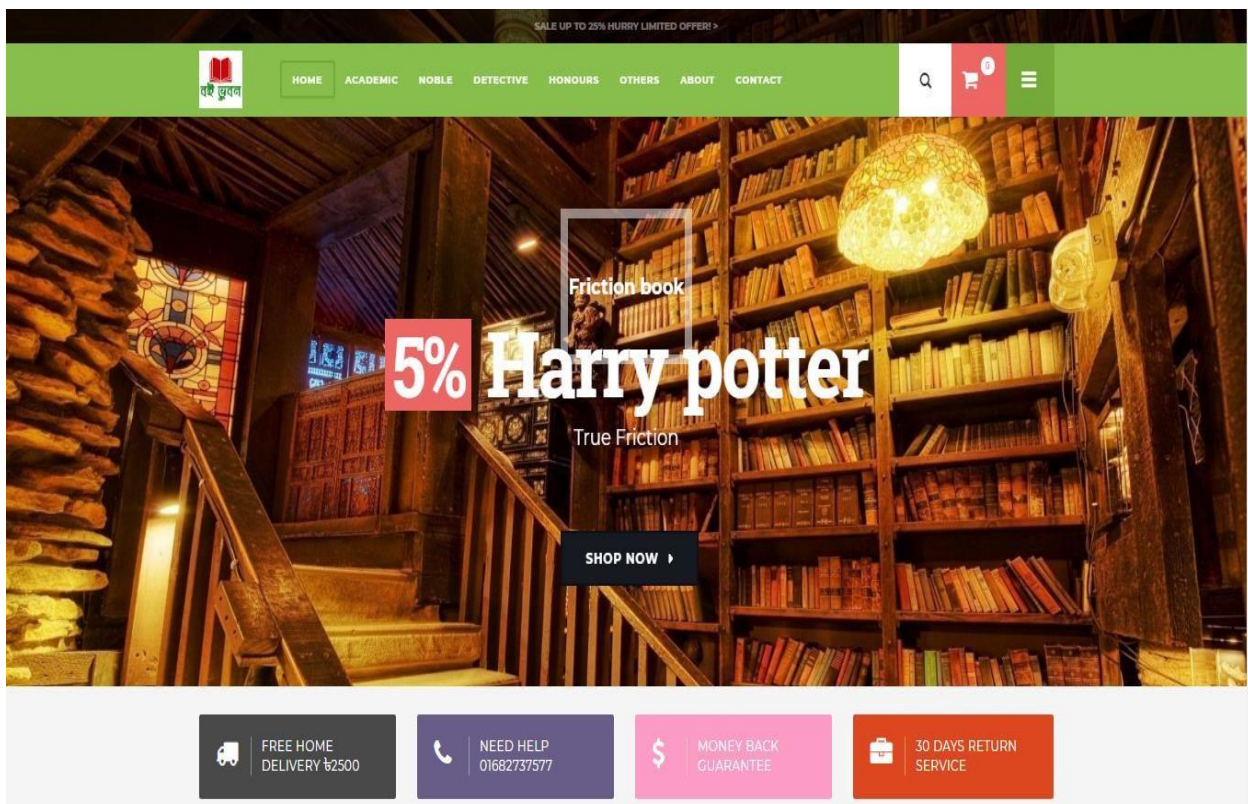 SALE UP TO 25% HURRY LIMITED OFFER! >
বই ভুবন
HOME ACADEMIC NOBLE DETECTIVE HONOURS OTHERS ABOUT CONTACT
0
Friction book
5% Harry potter
True Friction
SHOP NOW
FREE HOME
DELIVERY ৳2500
NEED HELP
01682737577
MONEY BACK
GUARANTEE
30 DAYS RETURN
SERVICE